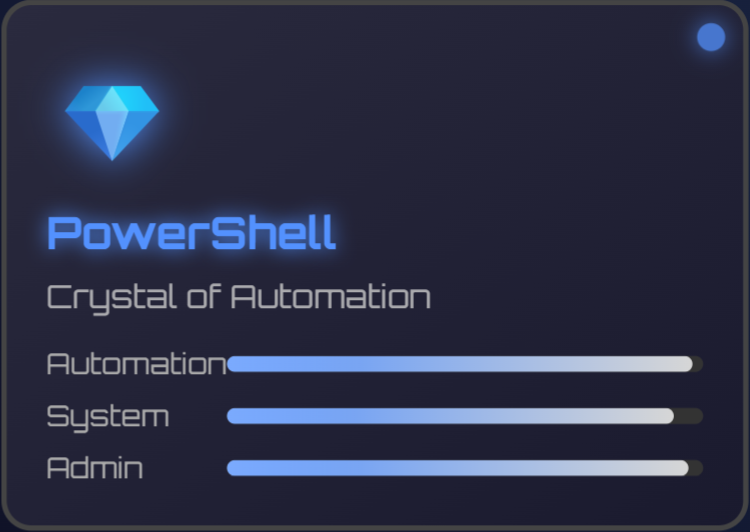 PowerShell
Crystal of Automation
Automation
System
Admin